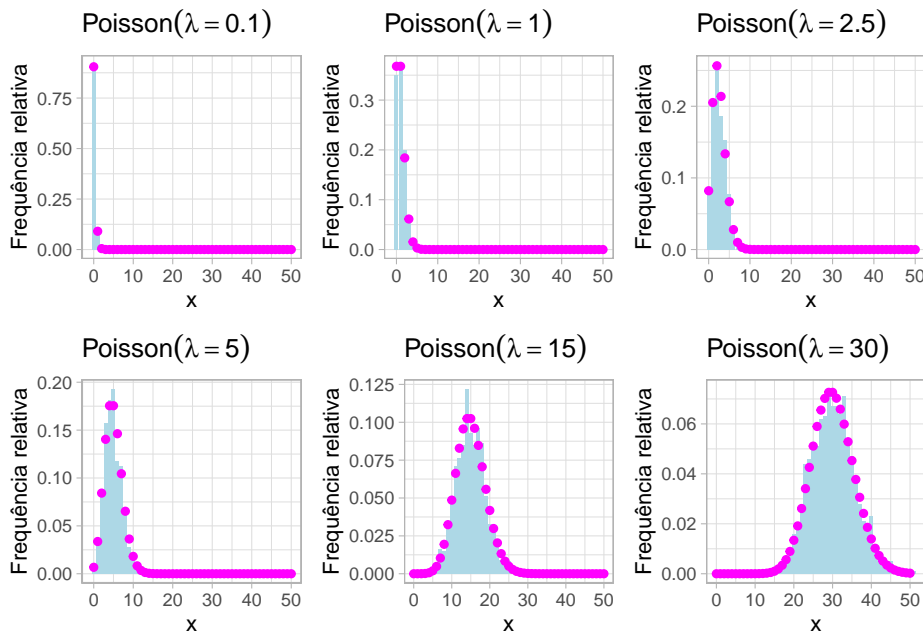 Poisson(λ = 0.1)
Frequência relativa
0.75
0.50
0.25
0.00
0 10 20 30 40 50
x
Poisson(λ = 1)
Frequência relativa
0.3
0.2
0.1
0.0
0 10 20 30 40 50
x
Poisson(λ = 2.5)
Frequência relativa
0.2
0.1
0.0
0 10 20 30 40 50
x
Poisson(λ = 5)
Frequência relativa
0.20
0.15
0.10
0.05
0.00
0 10 20 30 40 50
x
Poisson(λ = 15)
Frequência relativa
0.125
0.100
0.075
0.050
0.025
0.000
0 10 20 30 40 50
x
Poisson(λ = 30)
Frequência relativa
0.06
0.04
0.02
0.00
0 10 20 30 40 50
x